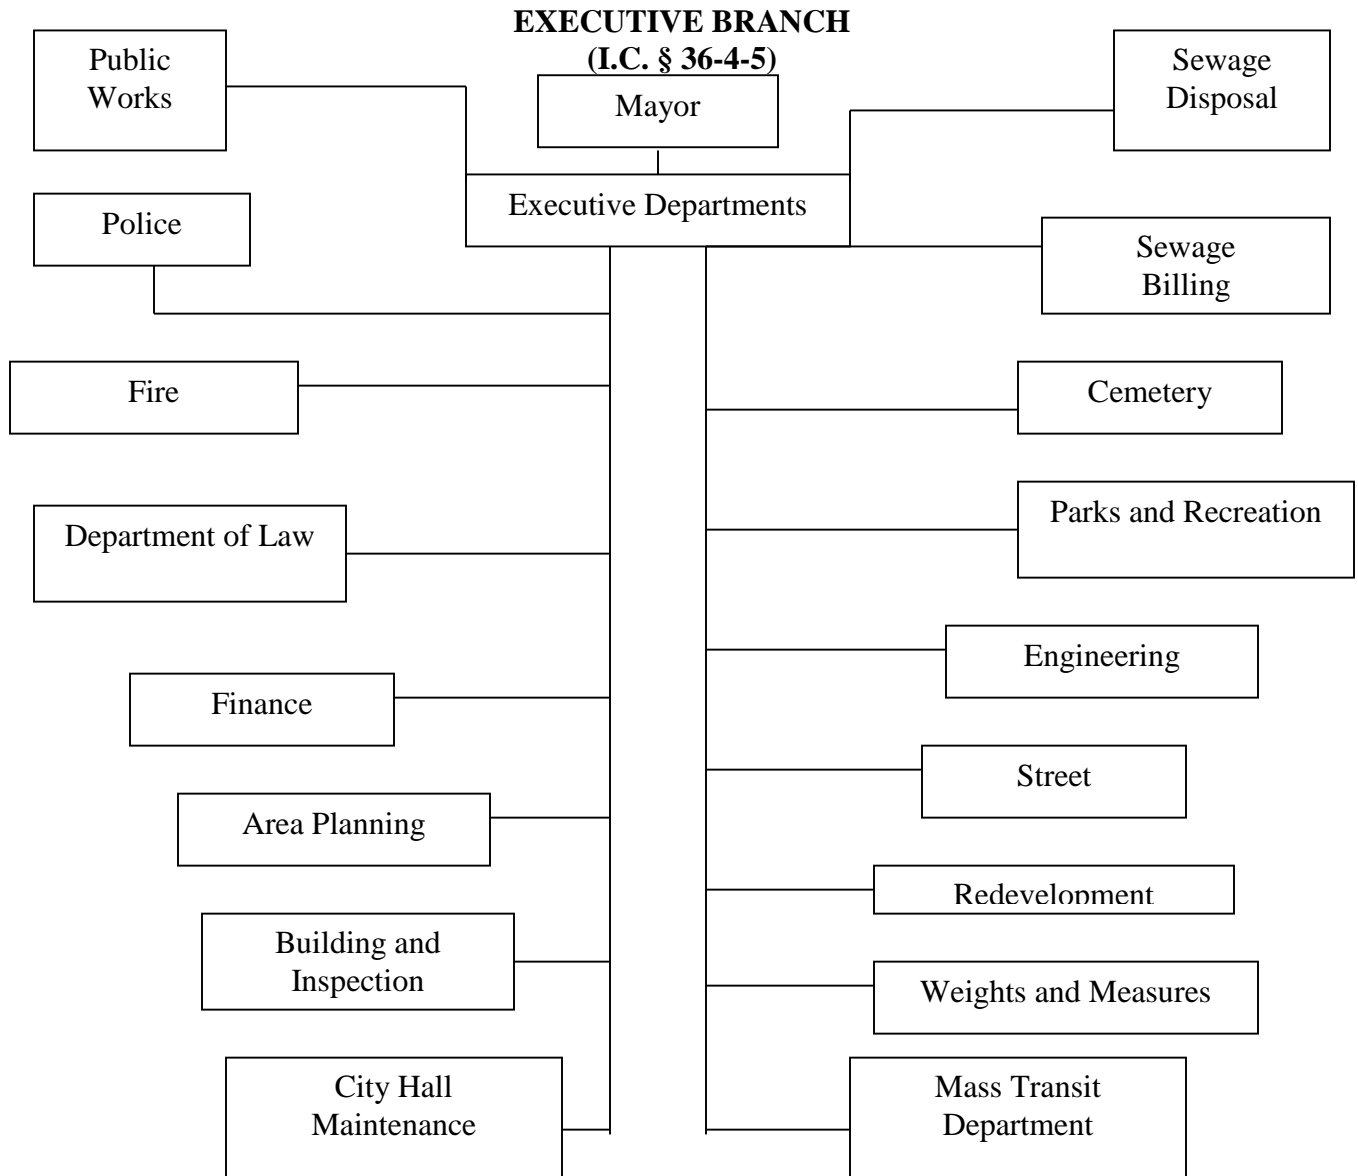 EXECUTIVE BRANCH
(I.C. § 36-4-5)
Public
Works
Mayor
Sewage
Disposal
Executive Departments
Police
Sewage
Billing
Fire
Cemetery
Department of Law
Parks and Recreation
Engineering
Finance
Street
Area Planning
Redevelopment
Building and
Inspection
Weights and Measures
City Hall
Maintenance
Mass Transit
Department